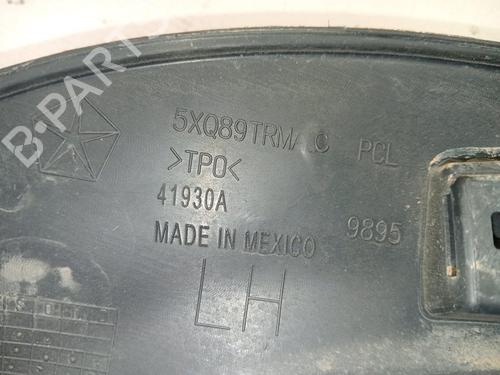 B-PARTS
5XQ89TRMAC PCL
>TPO<
41930A
9895
MADE IN MEXICO
LH